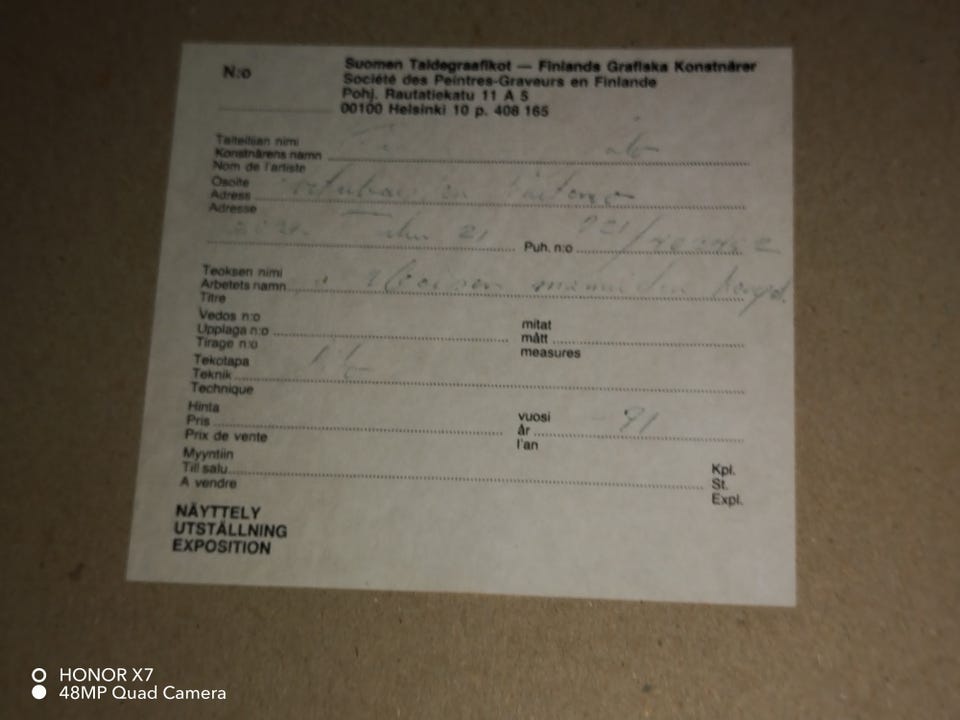 N:o
Suomen Taidegraafikot — Finlands Grafiska Konstnärer
Société des Peintres-Graveurs en Finlande
Pohj. Rautatiekatu 11 A 5
00100 Helsinki 10 p. 408 165
Taiteilijan nimi
Konstnärens namn
Nom de l'artiste
Osoite
Adress
Adresse
21
Puh. n:o 921/
Teoksen nimi
Arbetets namn
Titre
Vedos n:o
Upplaga n:o
Tirage n:o
mitat
mått
measures
Tekotapa
Teknik
Technique
Hinta
Pris
Prix de vente
vuosi
år -91
l'an
Myyntiin
Till salu
A vendre
Kpl.
St.
Expl.
NÄYTTELY
UTSTÄLLNING
EXPOSITION
HONOR X7
48MP Quad Camera